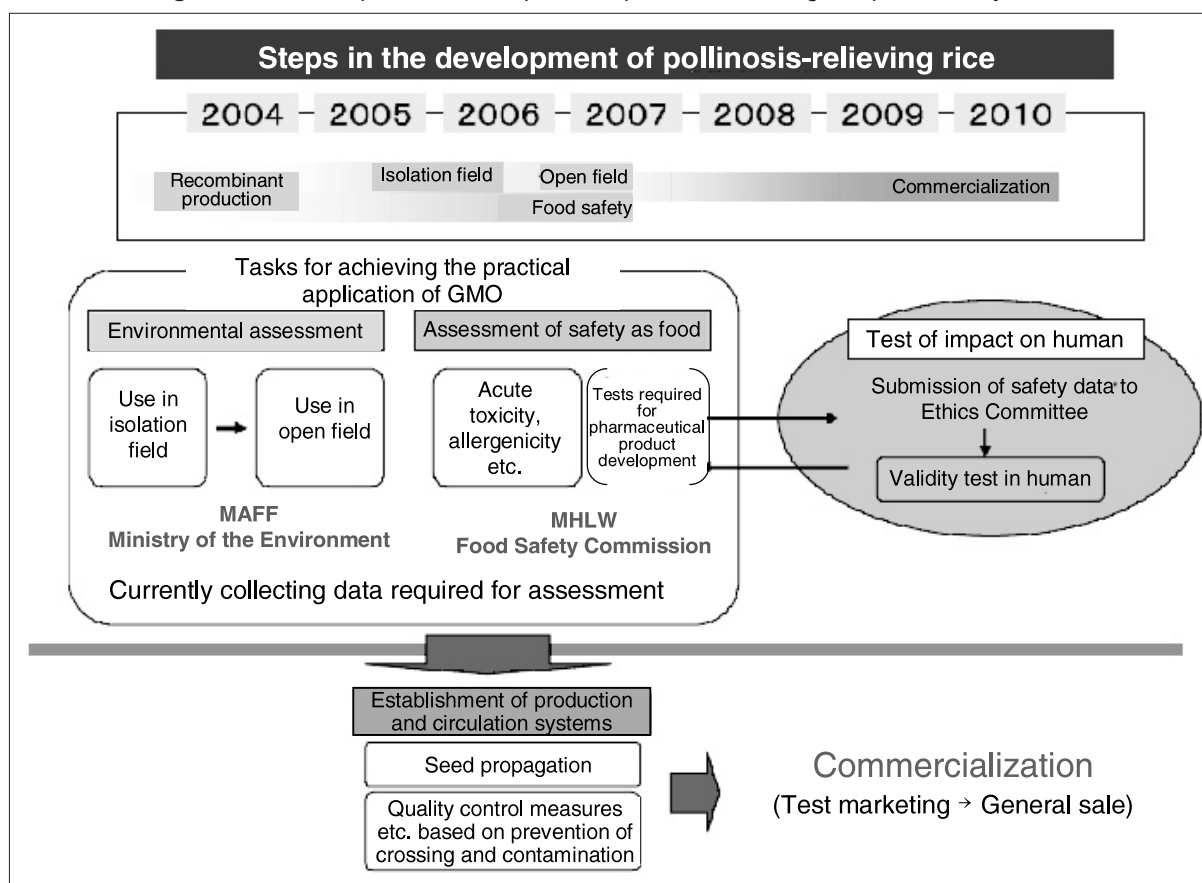 Steps in the development of pollinosis-relieving rice
2004 2005 2006 2007 2008 2009 2010
Recombinant
production
Isolation field
Open field
Food safety
Commercialization
Tasks for achieving the practical
application of GMO
Environmental assessment
Use in
isolation
field
Use in
open field
MAFF
Ministry of the Environment
Assessment of safety as food
Acute
toxicity,
allergenicity
etc.
Tests required
for
pharmaceutical
product
development
MHLW
Food Safety Commission
Currently collecting data required for assessment
Test of impact on human
Submission of safety data to
Ethics Committee
Validity test in human
Establishment of production
and circulation systems
Seed propagation
Quality control measures
etc. based on prevention of
crossing and contamination
Commercialization
(Test marketing → General sale)